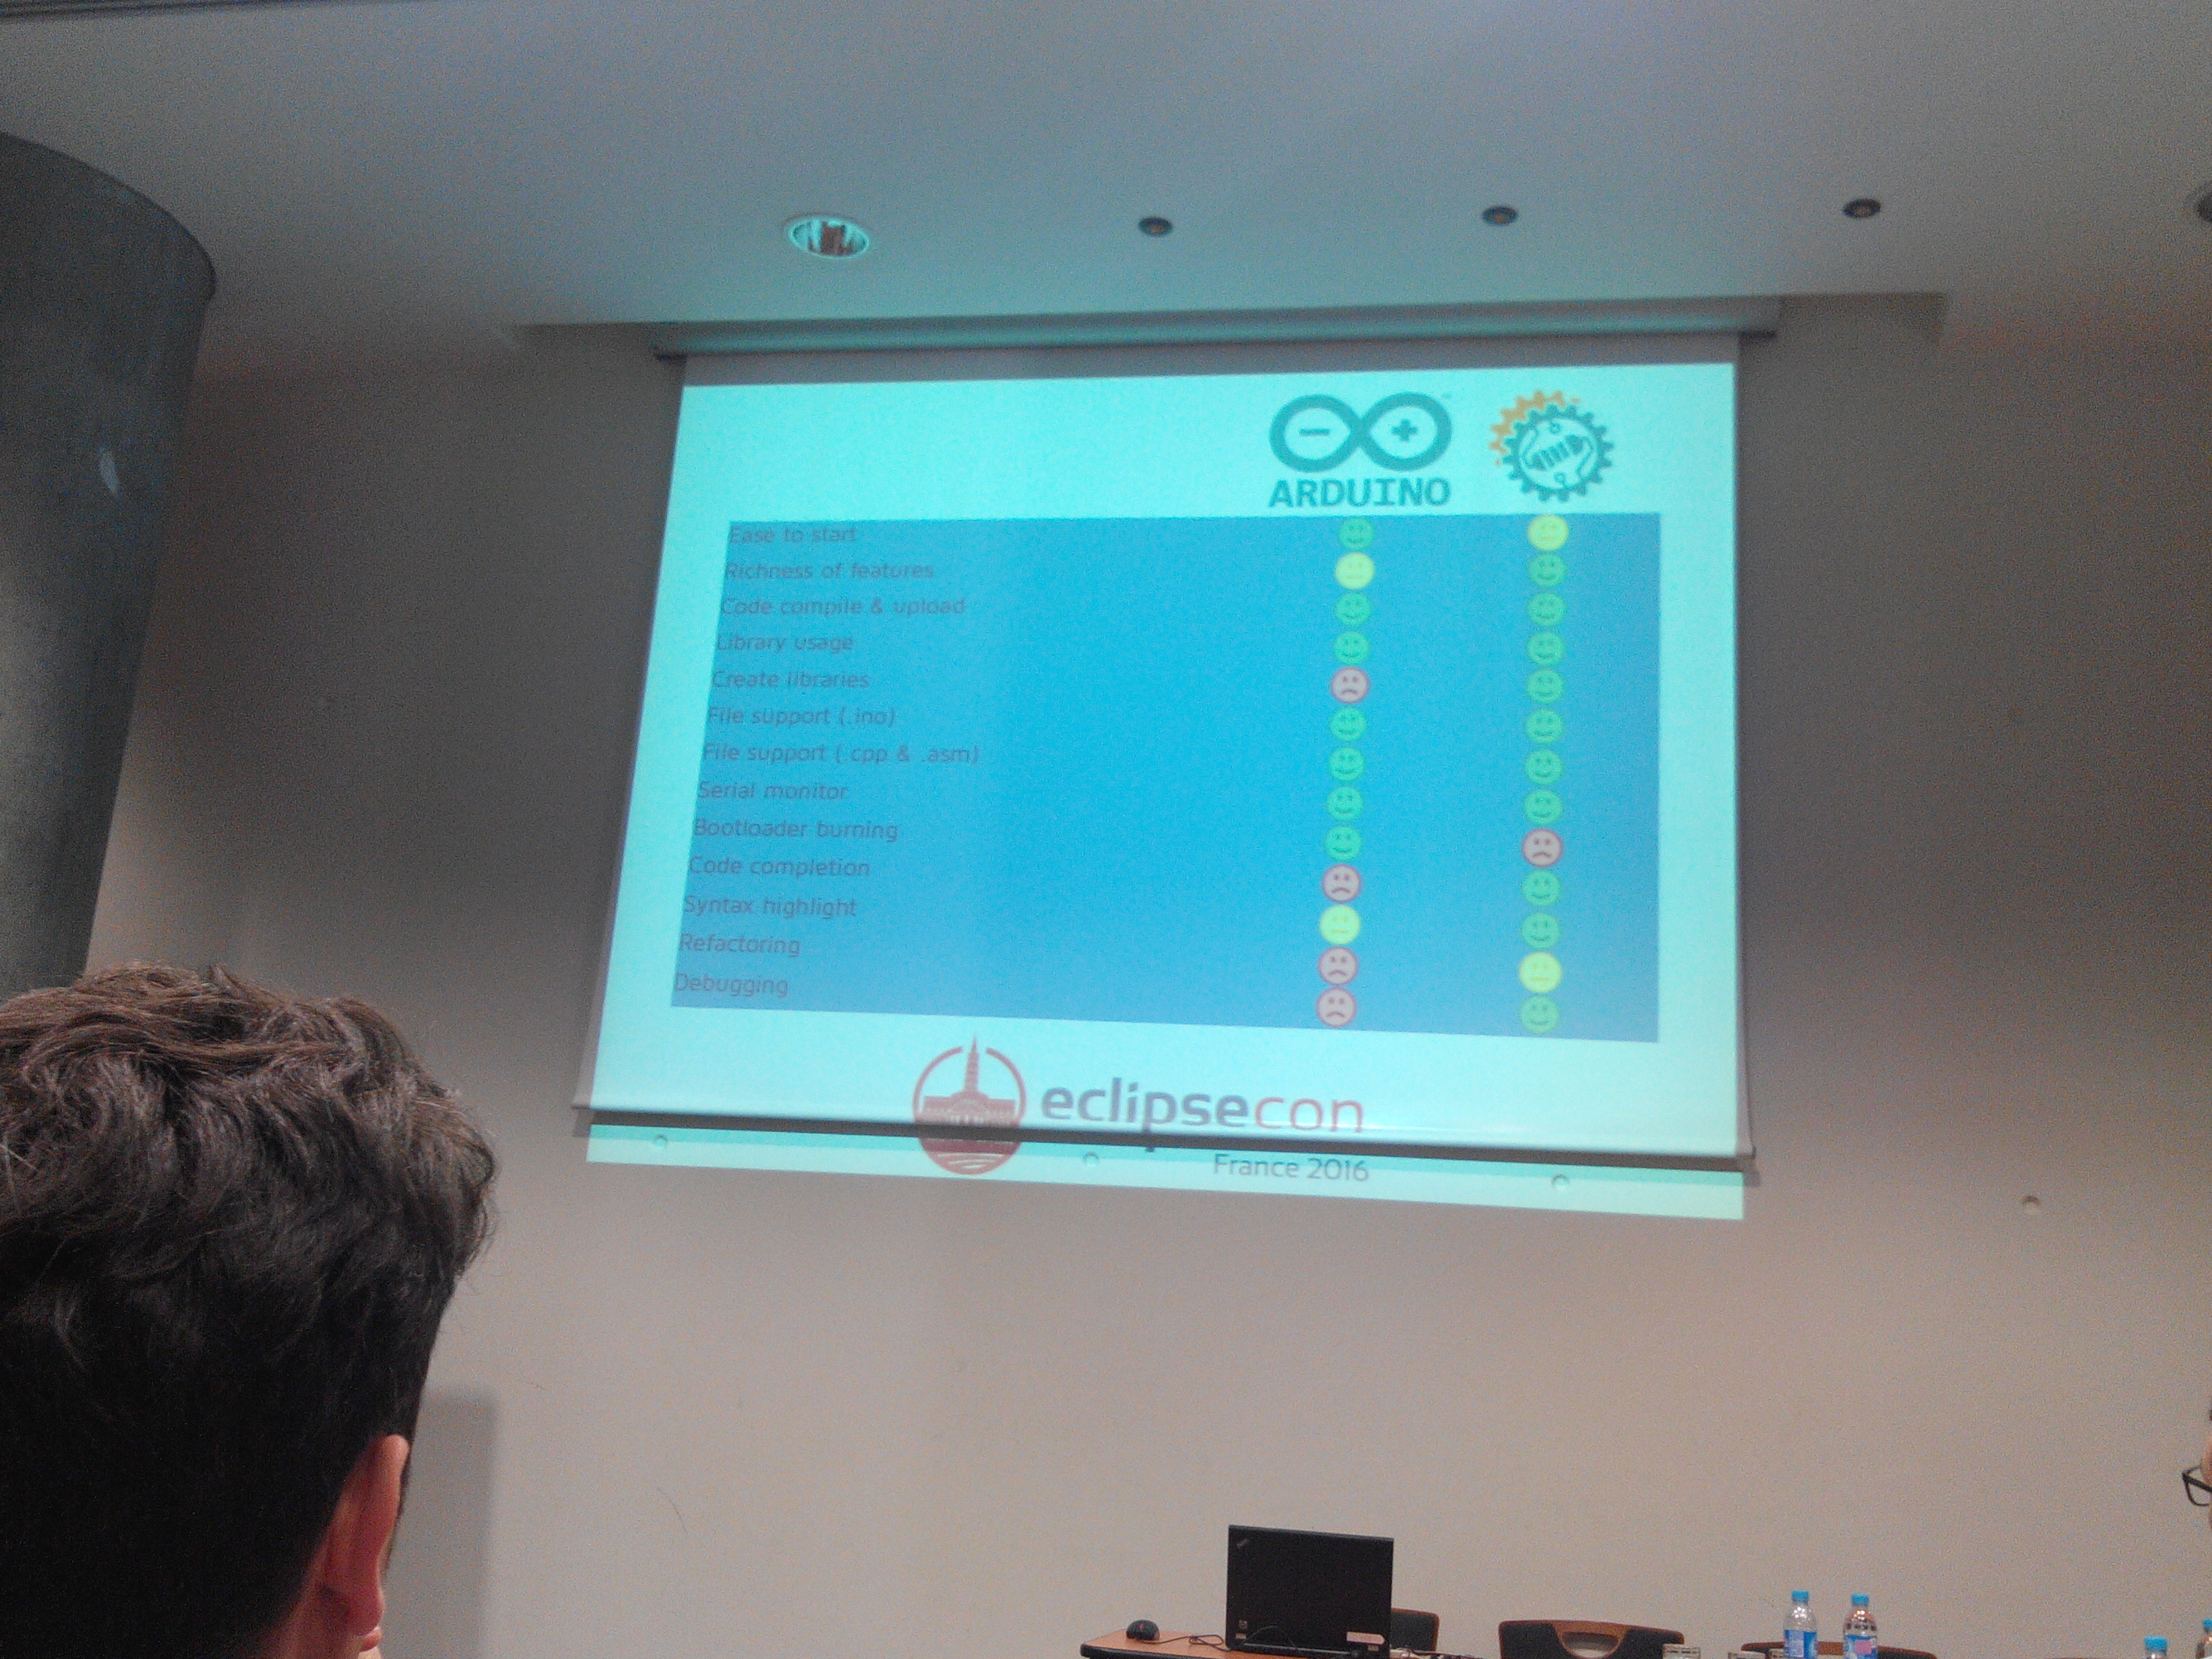 ARDUINO
Ease to start
Richness of features
Code compile & upload
Library usage
Create libraries
File support (.ino)
File support (.cpp & .asm)
Serial monitor
Bootloader burning
Code completion
Syntax highlight
Refactoring
Debugging
eclipsecon
France 2016